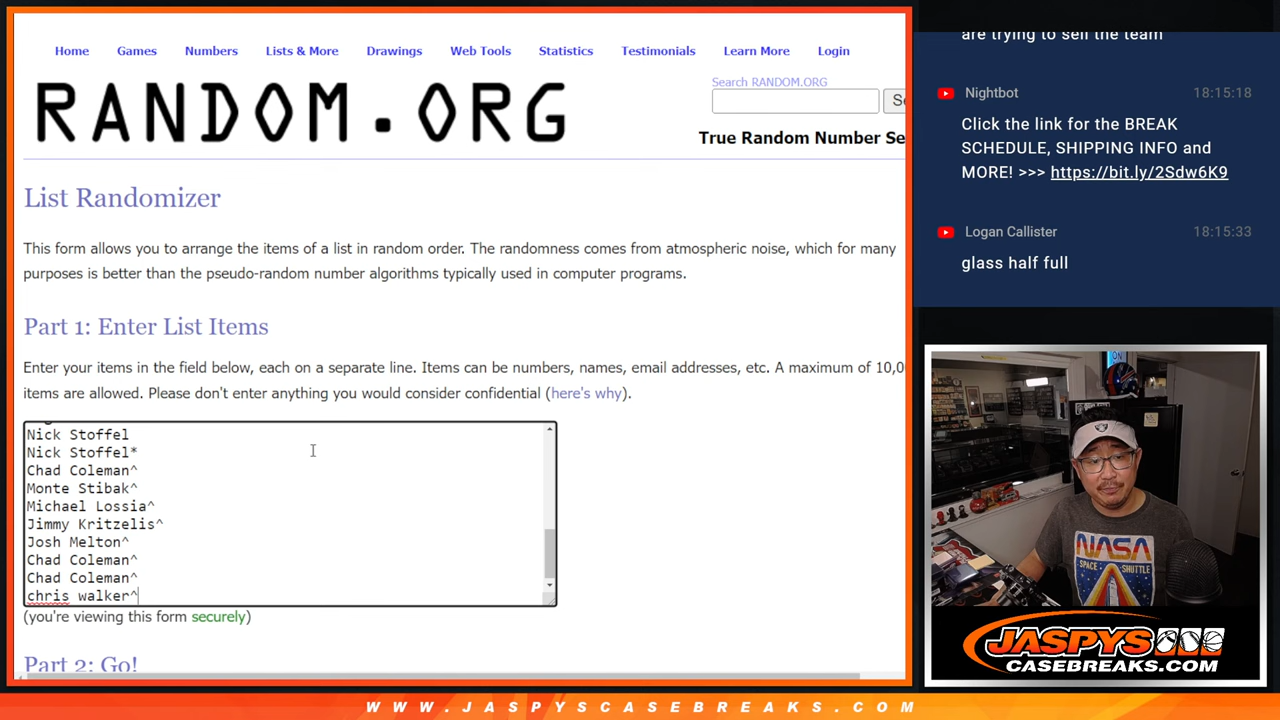 Home Games Numbers Lists & More Drawings Web Tools Statistics Testimonials Learn More Login
RANDOM.ORG
Search RANDOM.ORG
True Random Number Se
List Randomizer
This form allows you to arrange the items of a list in random order. The randomness comes from atmospheric noise, which for many
purposes is better than the pseudo-random number algorithms typically used in computer programs.
Part 1: Enter List Items
Enter your items in the field below, each on a separate line. Items can be numbers, names, email addresses, etc. A maximum of 10,0
items are allowed. Please don't enter anything you would consider confidential (here's why).
Nick Stoffel
Nick Stoffel*
Chad Coleman^
Monte Stibak^
Michael Lossia^
Jimmy Kritzelis^
Josh Melton^
Chad Coleman^
Chad Coleman^
chris walker^
(you're viewing this form securely)
Part 2: Go!
are trying to sell the team
Nightbot 18:15:18
Click the link for the BREAK
SCHEDULE, SHIPPING INFO and
MORE! >>> https://bit.ly/2Sdw6K9
Logan Callister 18:15:33
glass half full
ON
NASA
SPACE SHUTTLE
JASPYS
CASEBREAKS.COM
WWW.JASPYSCASEBREAKS.COM